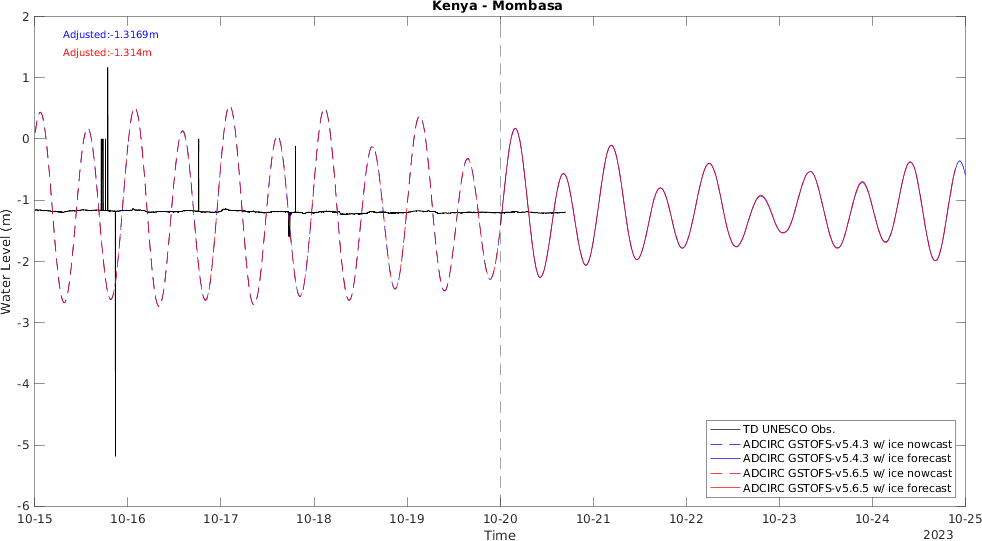 Kenya - Mombasa
Adjusted:-1.3169m
Adjusted:-1.314m
2
1
0
-1
-2
-3
-4
-5
-6
Water Level (m)
TD UNESCO Obs.
ADCIRC GSTOFS-v5.4.3 w/ ice nowcast
ADCIRC GSTOFS-v5.4.3 w/ ice forecast
ADCIRC GSTOFS-v5.6.5 w/ ice nowcast
ADCIRC GSTOFS-v5.6.5 w/ ice forecast
10-15 10-16 10-17 10-18 10-19 10-20 10-21 10-22 10-23 10-24 10-25
Time
2023